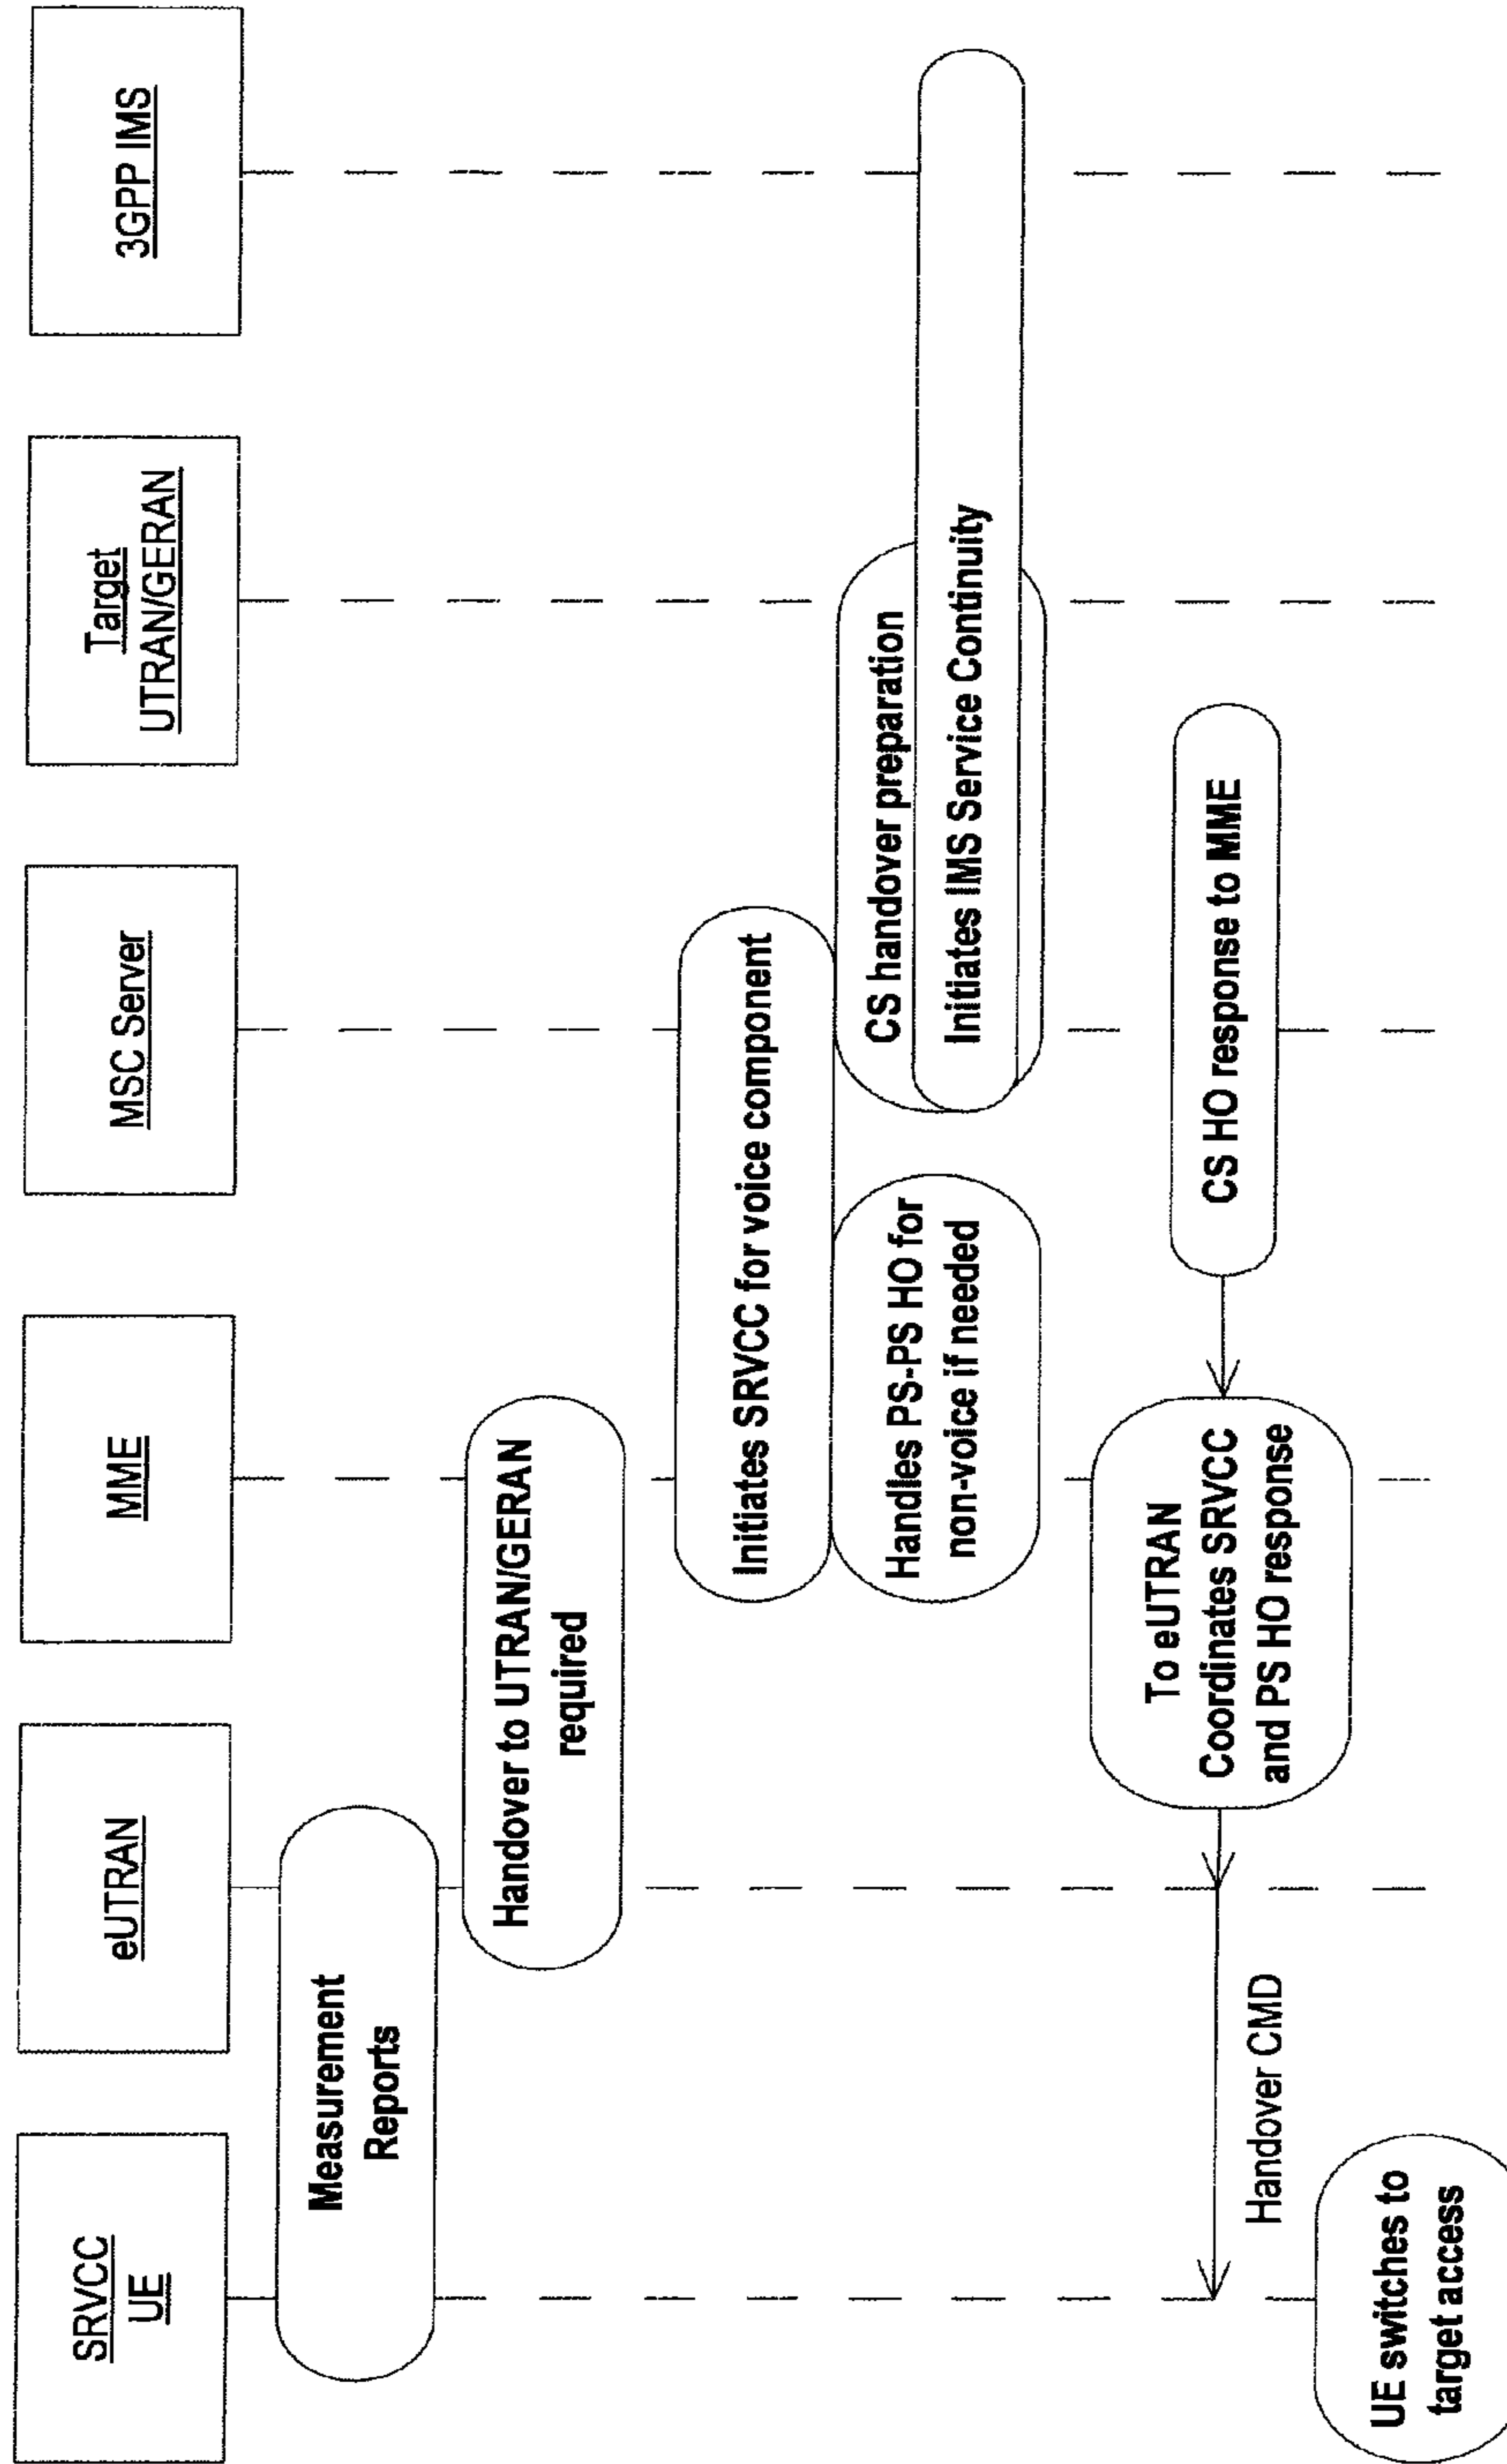 SRVCC
UE
eUTRAN
MME
MSC Server
Target
UTRAN/GERAN
3GPP IMS
Measurement
Reports
Handover to UTRAN/GERAN
required
Initiates SRVCC for voice component
Handles PS-PS HO for
non-voice if needed
CS handover preparation
Initiates IMS Service Continuity
To eUTRAN
Coordinates SRVCC
and PS HO response
CS HO response to MME
Handover CMD
UE switches to
target access